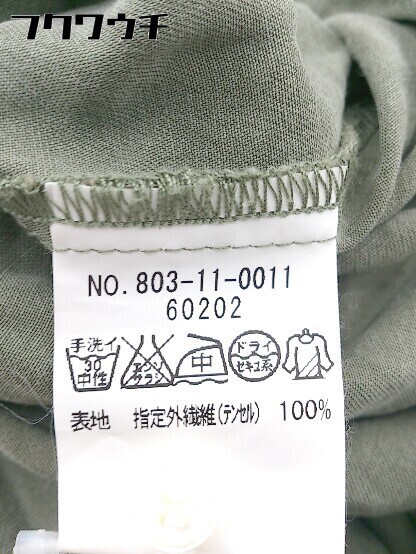 フクワウチ
NO. 803-11-0011
60202
手洗イ 30 中性 エンソ サラシ 中 ドライ セキユ系
表地 指定外繊維(テンセル) 100%